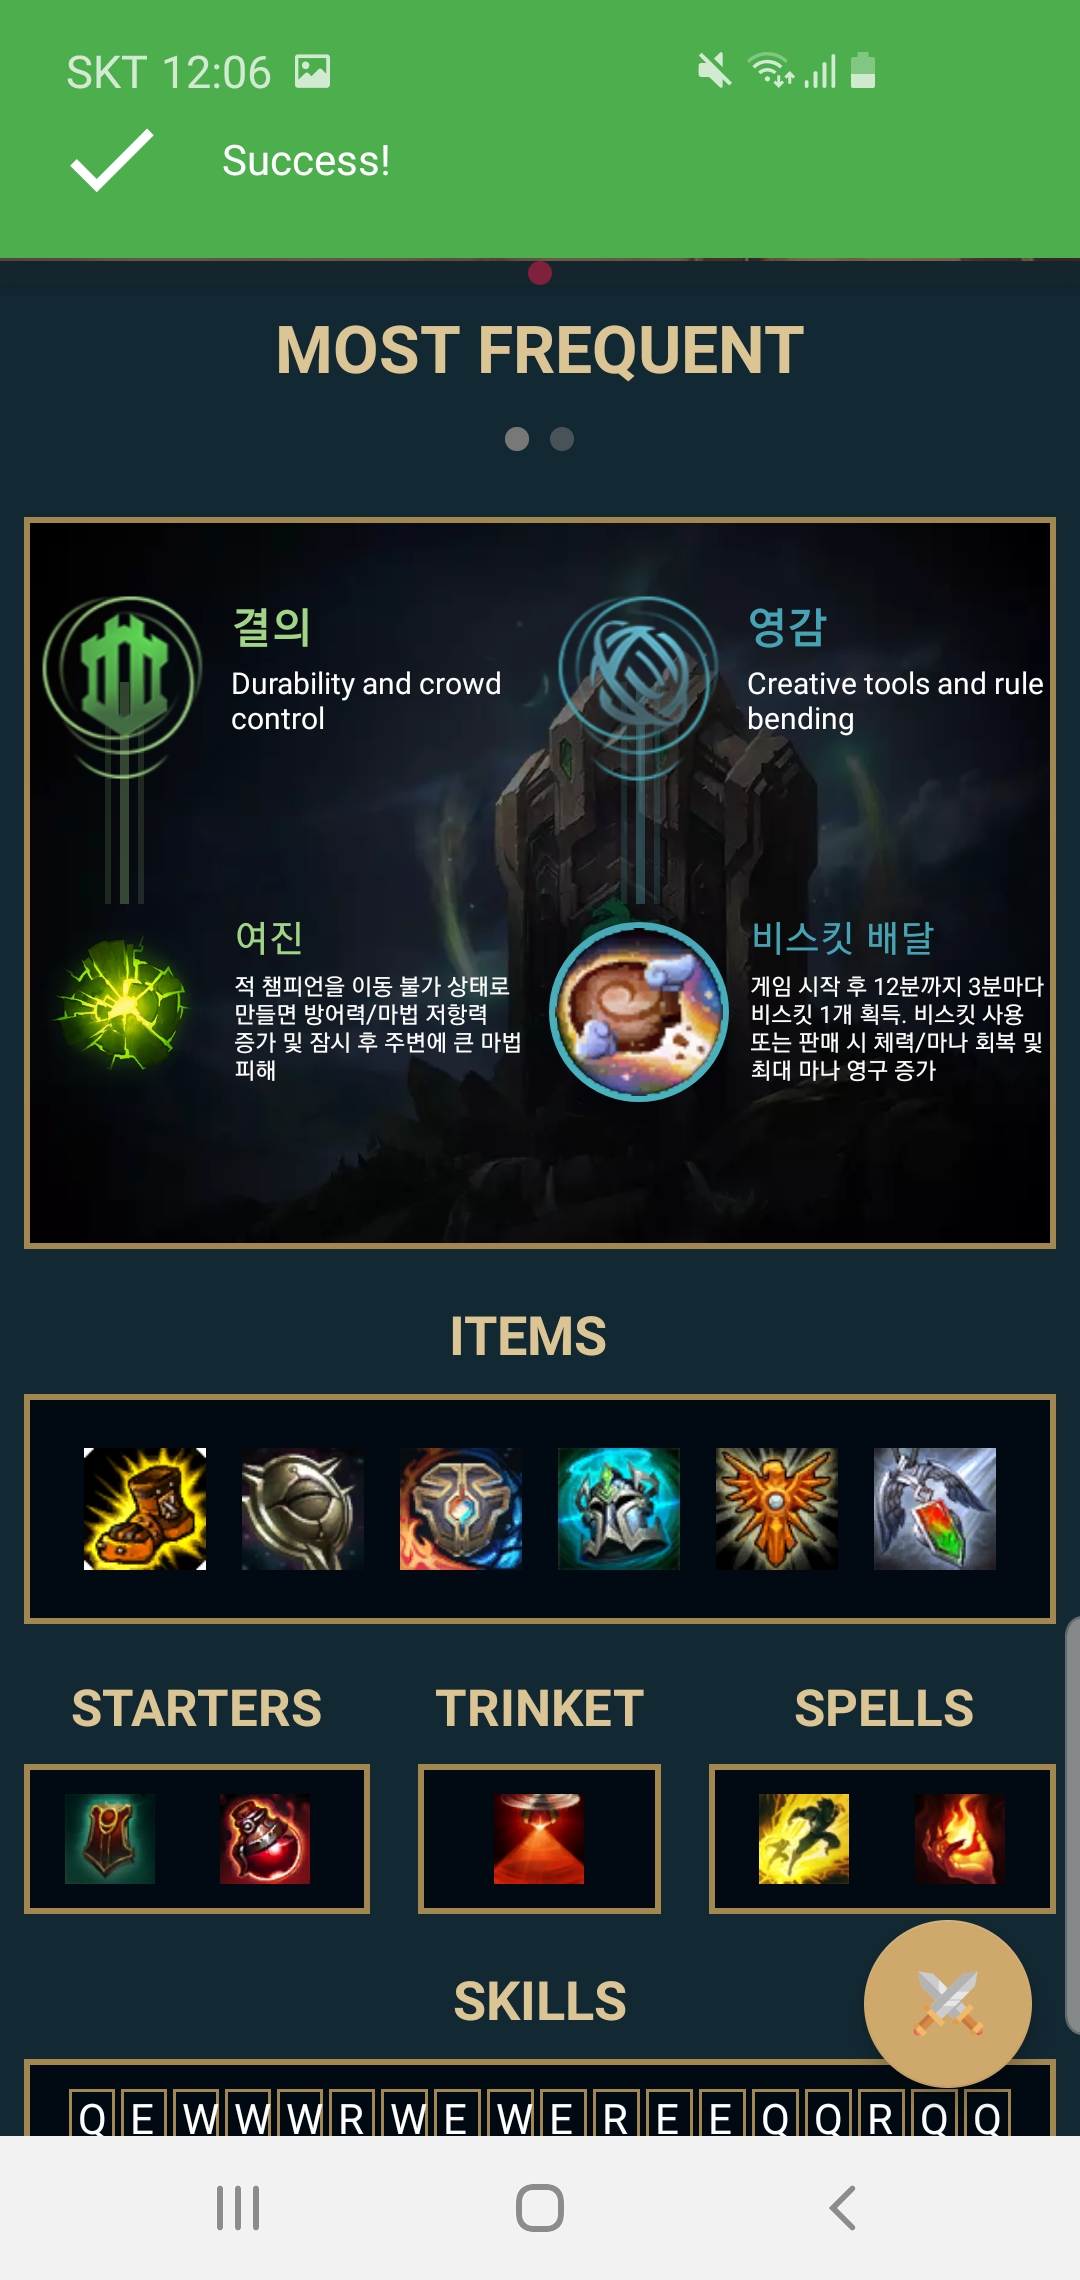 SKT 12:06
Success!
MOST FREQUENT
결의
Durability and crowd
control
영감
Creative tools and rule
bending
여진
적 챔피언을 이동 불가 상태로
만들면 방어력/마법 저항력
증가 및 잠시 후 주변에 큰 마법
피해
비스킷 배달
게임 시작 후 12분까지 3분마다
비스킷 1개 획득. 비스킷 사용
또는 판매 시 체력/마나 회복 및
최대 마나 영구 증가
ITEMS
STARTERS
TRINKET
SPELLS
SKILLS
Q E W W W R W E W E R E E Q Q R Q Q